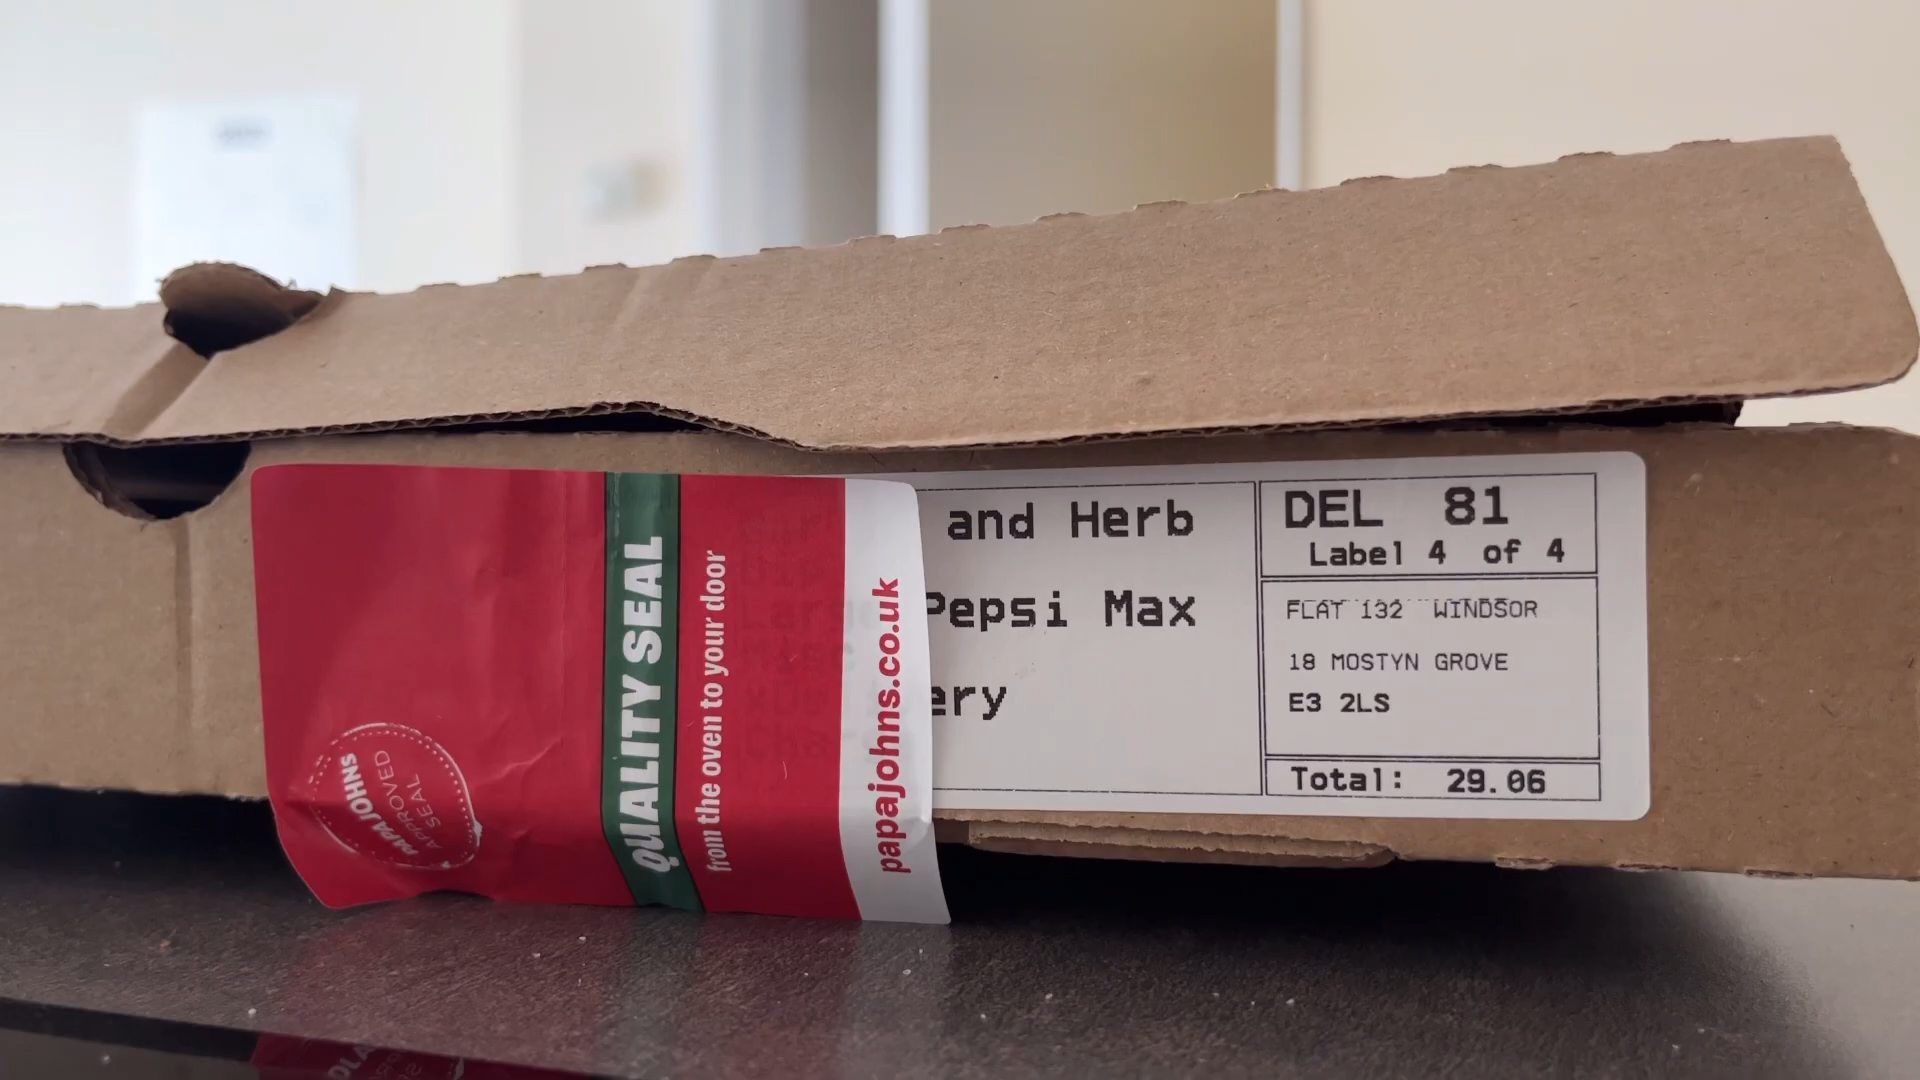 and Herb
Pepsi Max
ery
DEL 81
Label 4 of 4
FLAT 132 WINDSOR
18 MOSTYN GROVE
E3 2LS
Total: 29.06
QUALITY SEAL
from the oven to your door
papajohns.co.uk
PAPA JOHNS
APPROVED
SEAL